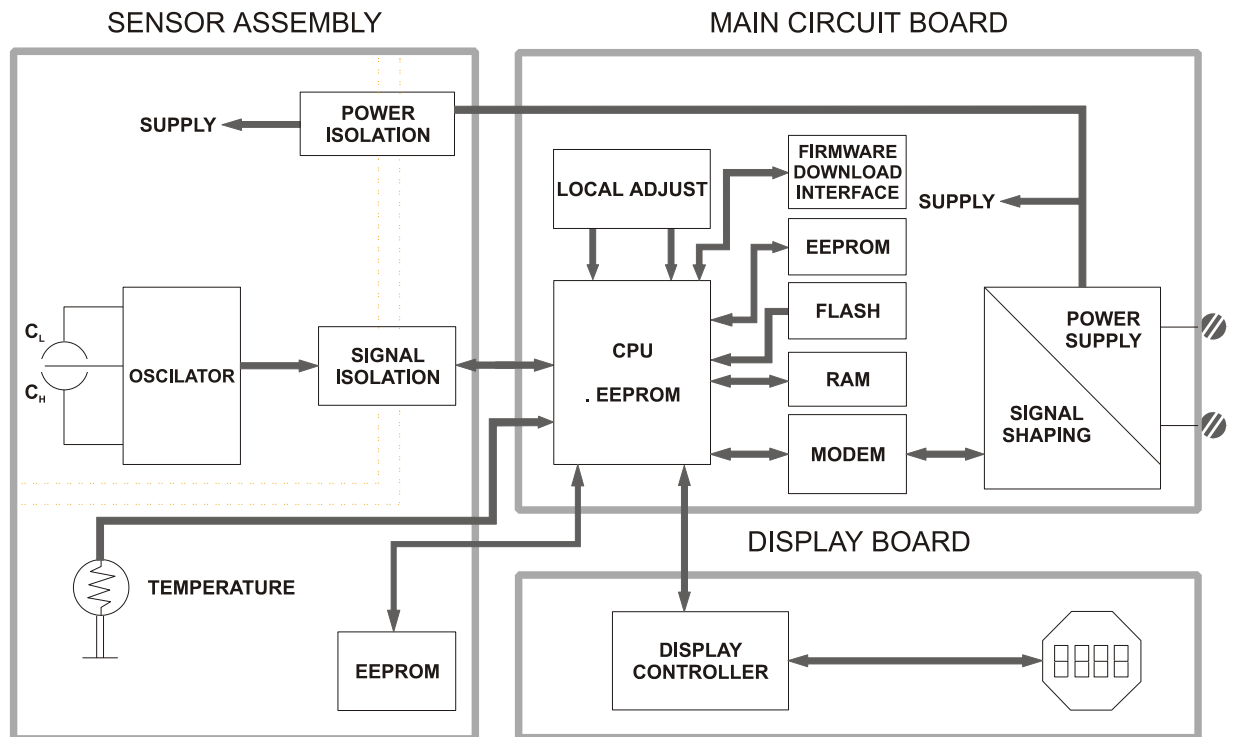 SENSOR ASSEMBLY
MAIN CIRCUIT BOARD
POWER
ISOLATION
SUPPLY
LOCAL ADJUST
FIRMWARE
DOWNLOAD
INTERFACE
SUPPLY
EEPROM
FLASH
CPU
. EEPROM
RAM
MODEM
POWER
SUPPLY
SIGNAL
SHAPING
CL
CH
OSCILATOR
SIGNAL
ISOLATION
TEMPERATURE
EEPROM
DISPLAY BOARD
DISPLAY
CONTROLLER
8888